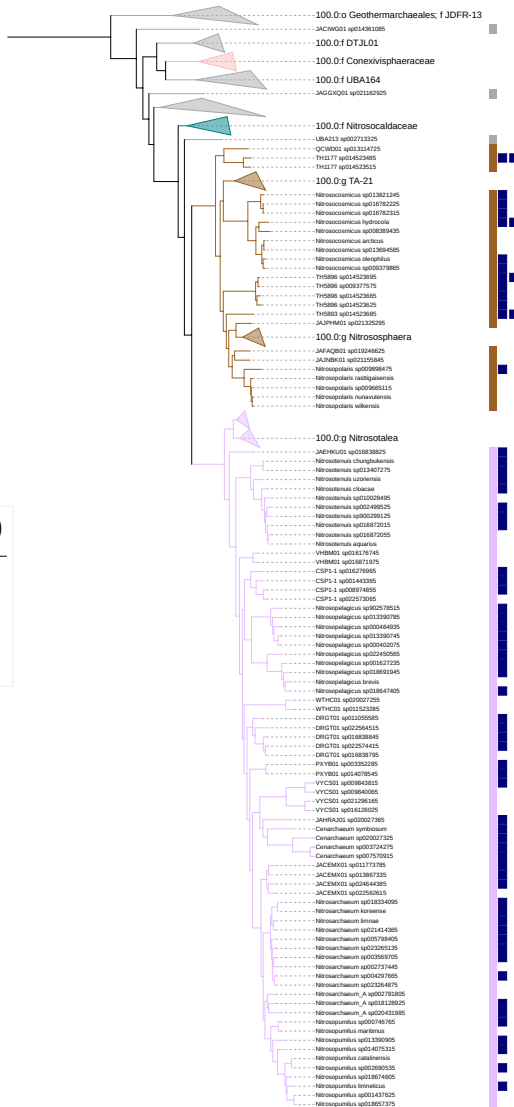 100.0:o Geothermarchaeales; f JDFR-13
JACIWG01 sp014361085
100.0:f DTJL01
100.0:f Conexivisphaeraceae
100.0:f UBA164
JAGGXQ01 sp021162925
100.0:f Nitrosocaldaceae
UBA213 sp002713325
QCWD01 sp013114725
TH1177 sp014523485
TH1177 sp014523515
100.0:g TA-21
Nitrosocosmicus sp013821245
Nitrosocosmicus sp016762225
Nitrosocosmicus sp016782315
Nitrosocosmicus hydrocola
Nitrosocosmicus sp008389435
Nitrosocosmicus arcticus
Nitrosocosmicus sp013694585
Nitrosocosmicus oleophilus
Nitrosocosmicus sp009379865
TH5896 sp014523695
TH5896 sp009377575
TH5896 sp014523665
TH5896 sp014523625
TH5893 sp014523685
JAJPHM01 sp021325295
100.0:g Nitrososphaera
JAFAQB01 sp019246625
JAJNBK01 sp021155845
Nitrosopolaris sp009898475
Nitrosopolaris rasttigaisensis
Nitrosopolaris sp009665115
Nitrosopolaris nunavutensis
Nitrosopolaris wilkensis
100.0:g Nitrosotalea
JAEHKU01 sp016838825
Nitrosotenuis chungbukensis
Nitrosotenuis sp013407275
Nitrosotenuis uzonensis
Nitrosotenuis cloacae
Nitrosotenuis sp010028495
Nitrosotenuis sp002499525
Nitrosotenuis sp900299125
Nitrosotenuis sp016872015
Nitrosotenuis sp016872055
Nitrosotenuis aquarius
VHBM01 sp016176745
VHBM01 sp016871975
CSP1-1 sp016276965
CSP1-1 sp001443365
CSP1-1 sp008974855
CSP1-1 sp022573065
Nitrosopelagicus sp902578515
Nitrosopelagicus sp013390785
Nitrosopelagicus sp000484935
Nitrosopelagicus sp013390745
Nitrosopelagicus sp000402075
Nitrosopelagicus sp022450565
Nitrosopelagicus sp001627235
Nitrosopelagicus sp018691945
Nitrosopelagicus brevis
Nitrosopelagicus sp018647405
WTHC01 sp020027255
WTHC01 sp011523285
DRGT01 sp011055585
DRGT01 sp022564515
DRGT01 sp016838845
DRGT01 sp022574415
DRGT01 sp016838795
PXYB01 sp003352285
PXYB01 sp014078545
VYCS01 sp009843815
VYCS01 sp009840065
VYCS01 sp021296165
VYCS01 sp016126025
JAHRAJ01 sp020027365
Cenarchaeum symbiosum
Cenarchaeum sp020027325
Cenarchaeum sp003724275
Cenarchaeum sp007570915
JACEMX01 sp011773785
JACEMX01 sp013867335
JACEMX01 sp024644385
JACEMX01 sp022562615
Nitrosarchaeum sp018334095
Nitrosarchaeum koreense
Nitrosarchaeum limnae
Nitrosarchaeum sp021414365
Nitrosarchaeum sp005798405
Nitrosarchaeum sp023265135
Nitrosarchaeum sp003569705
Nitrosarchaeum sp002737445
Nitrosarchaeum sp004297665
Nitrosarchaeum sp023264875
Nitrosarchaeum_A sp002781805
Nitrosarchaeum_A sp018128925
Nitrosarchaeum_A sp020431985
Nitrosopumilus sp000746765
Nitrosopumilus maritimus
Nitrosopumilus sp013390905
Nitrosopumilus sp014075315
Nitrosopumilus catalinensis
Nitrosopumilus sp002690535
Nitrosopumilus sp018674605
Nitrosopumilus limneticus
Nitrosopumilus sp001437625
Nitrosopumilus sp018657375